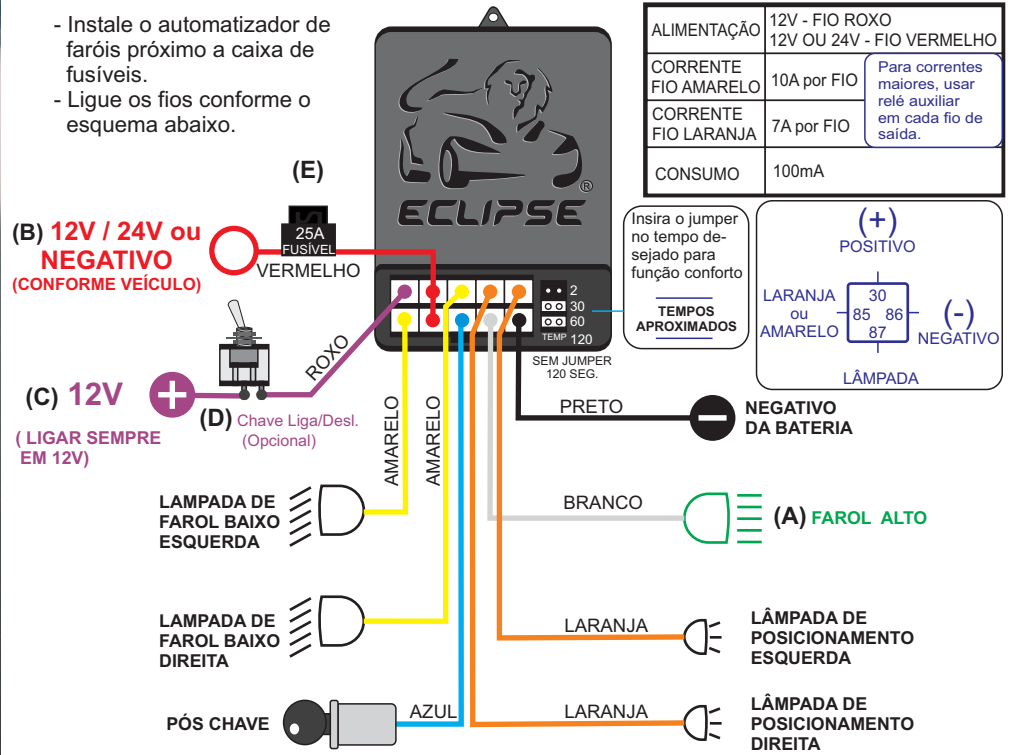 - Instale o automatizador de
faróis próximo a caixa de
fusíveis.
- Ligue os fios conforme o
esquema abaixo.
ECLIPSE
®
ALIMENTAÇÃO
12V - FIO ROXO
12V OU 24V - FIO VERMELHO
CORRENTE
FIO AMARELO
10A por FIO
CORRENTE
FIO LARANJA
7A por FIO
Para correntes
maiores, usar
relé auxiliar
em cada fio de
saída.
CONSUMO
100mA
(E)
25A
FUSÍVEL
VERMELHO
(B) 12V / 24V ou
NEGATIVO
(CONFORME VEÍCULO)
2
30
60
TEMP 120
SEM JUMPER
120 SEG.
Insira o jumper
no tempo de-
sejado para
função conforto
TEMPOS
APROXIMADOS
(+)
POSITIVO
LARANJA
ou
AMARELO
30
85 86
87
(-)
NEGATIVO
LÂMPADA
ROXO
(C) 12V
(D) Chave Liga/Desl.
(Opcional)
( LIGAR SEMPRE
EM 12V)
AMARELO
AMARELO
PRETO
NEGATIVO
DA BATERIA
LAMPADA DE
FAROL BAIXO
ESQUERDA
BRANCO
(A) FAROL ALTO
LAMPADA DE
FAROL BAIXO
DIREITA
LARANJA
LÂMPADA DE
POSICIONAMENTO
ESQUERDA
PÓS CHAVE
AZUL
LARANJA
LÂMPADA DE
POSICIONAMENTO
DIREITA